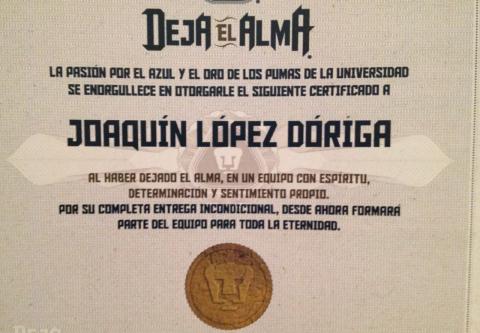 DEJA EL ALMA
LA PASIÓN POR EL AZUL Y EL ORO DE LOS PUMAS DE LA UNIVERSIDAD
SE ENORGULLECE EN OTORGARLE EL SIGUIENTE CERTIFICADO A
JOAQUÍN LÓPEZ DÓRIGA
AL HABER DEJADO EL ALMA, EN UN EQUIPO CON ESPÍRITU,
DETERMINACIÓN Y SENTIMIENTO PROPIO.
POR SU COMPLETA ENTREGA INCONDICIONAL, DESDE AHORA FORMARÁ
PARTE DEL EQUIPO PARA TODA LA ETERNIDAD.